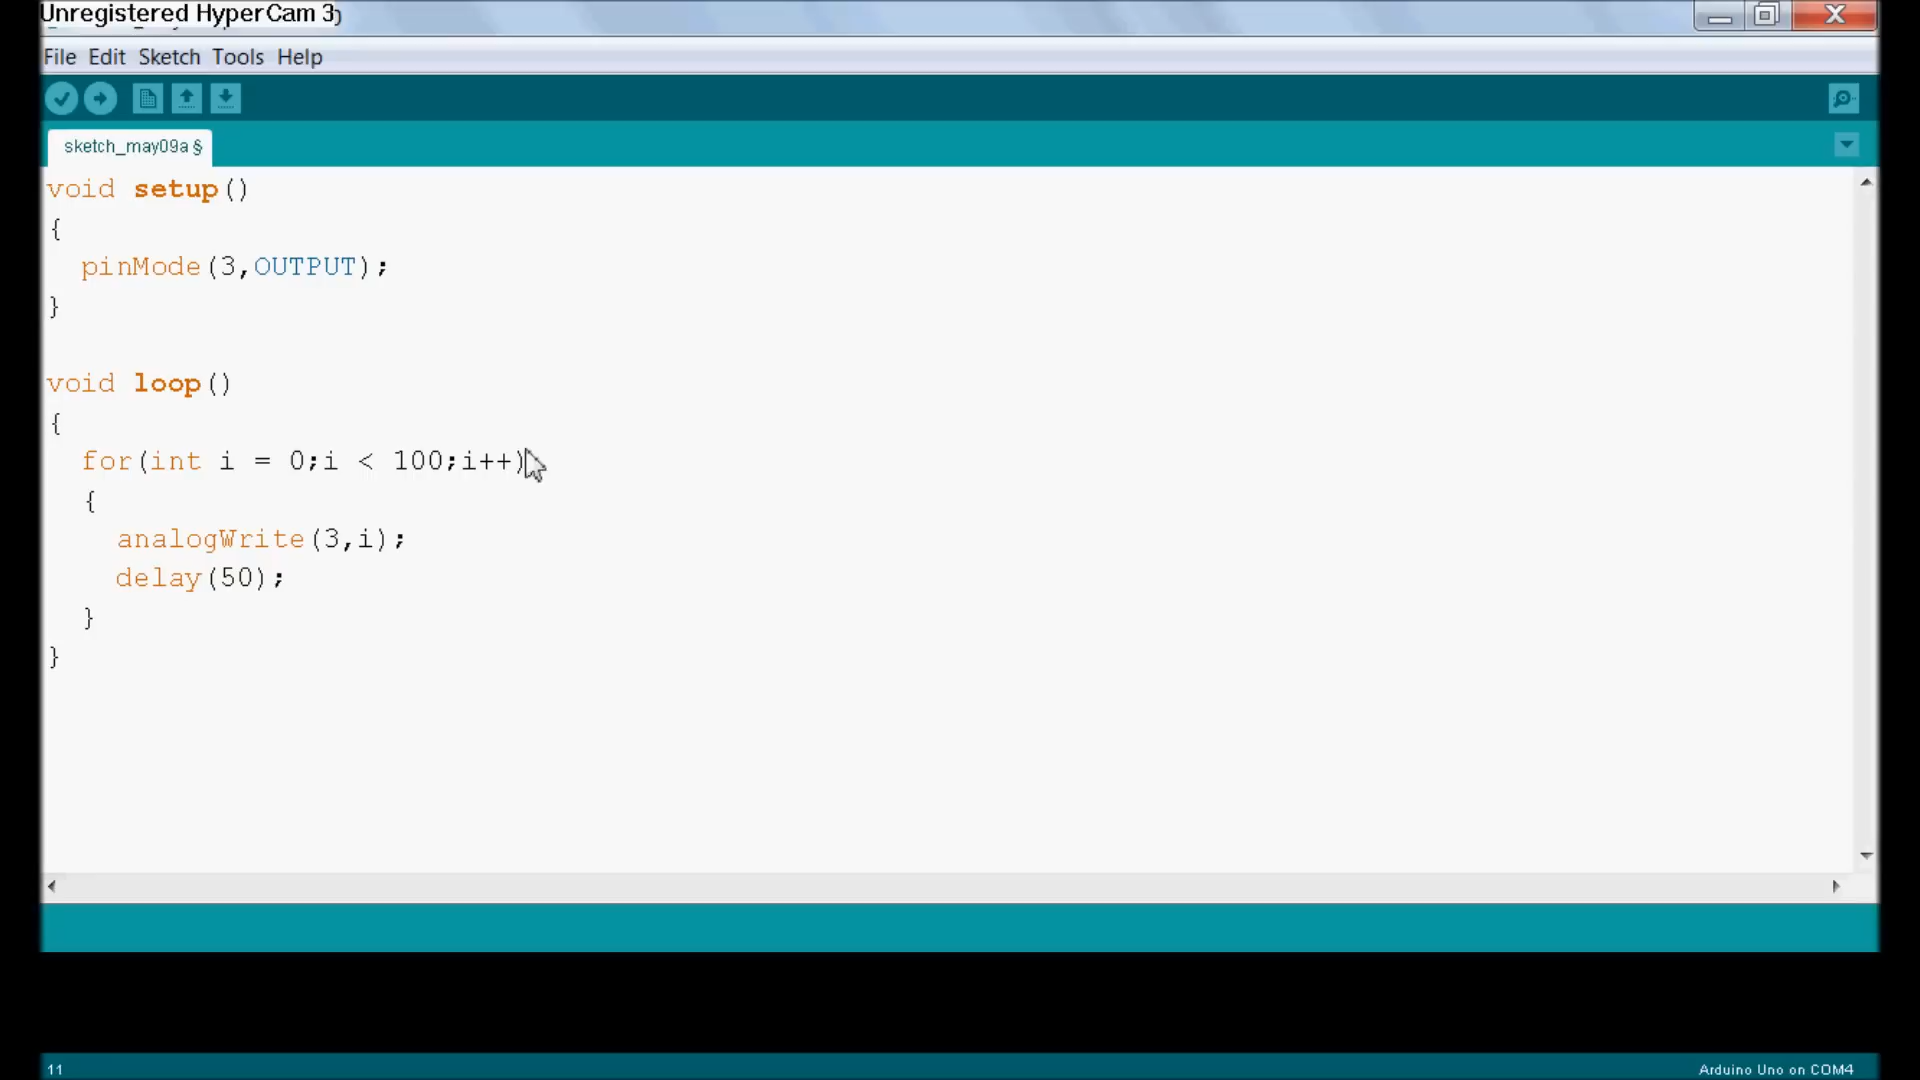 Unregistered HyperCam 3
File Edit Sketch Tools Help
sketch_may09a §
void setup()
{
  pinMode(3,OUTPUT);
}
void loop()
{
  for(int i = 0;i < 100;i++)
  {
    analogWrite(3,i);
    delay(50);
  }
}
11
Arduino Uno on COM4